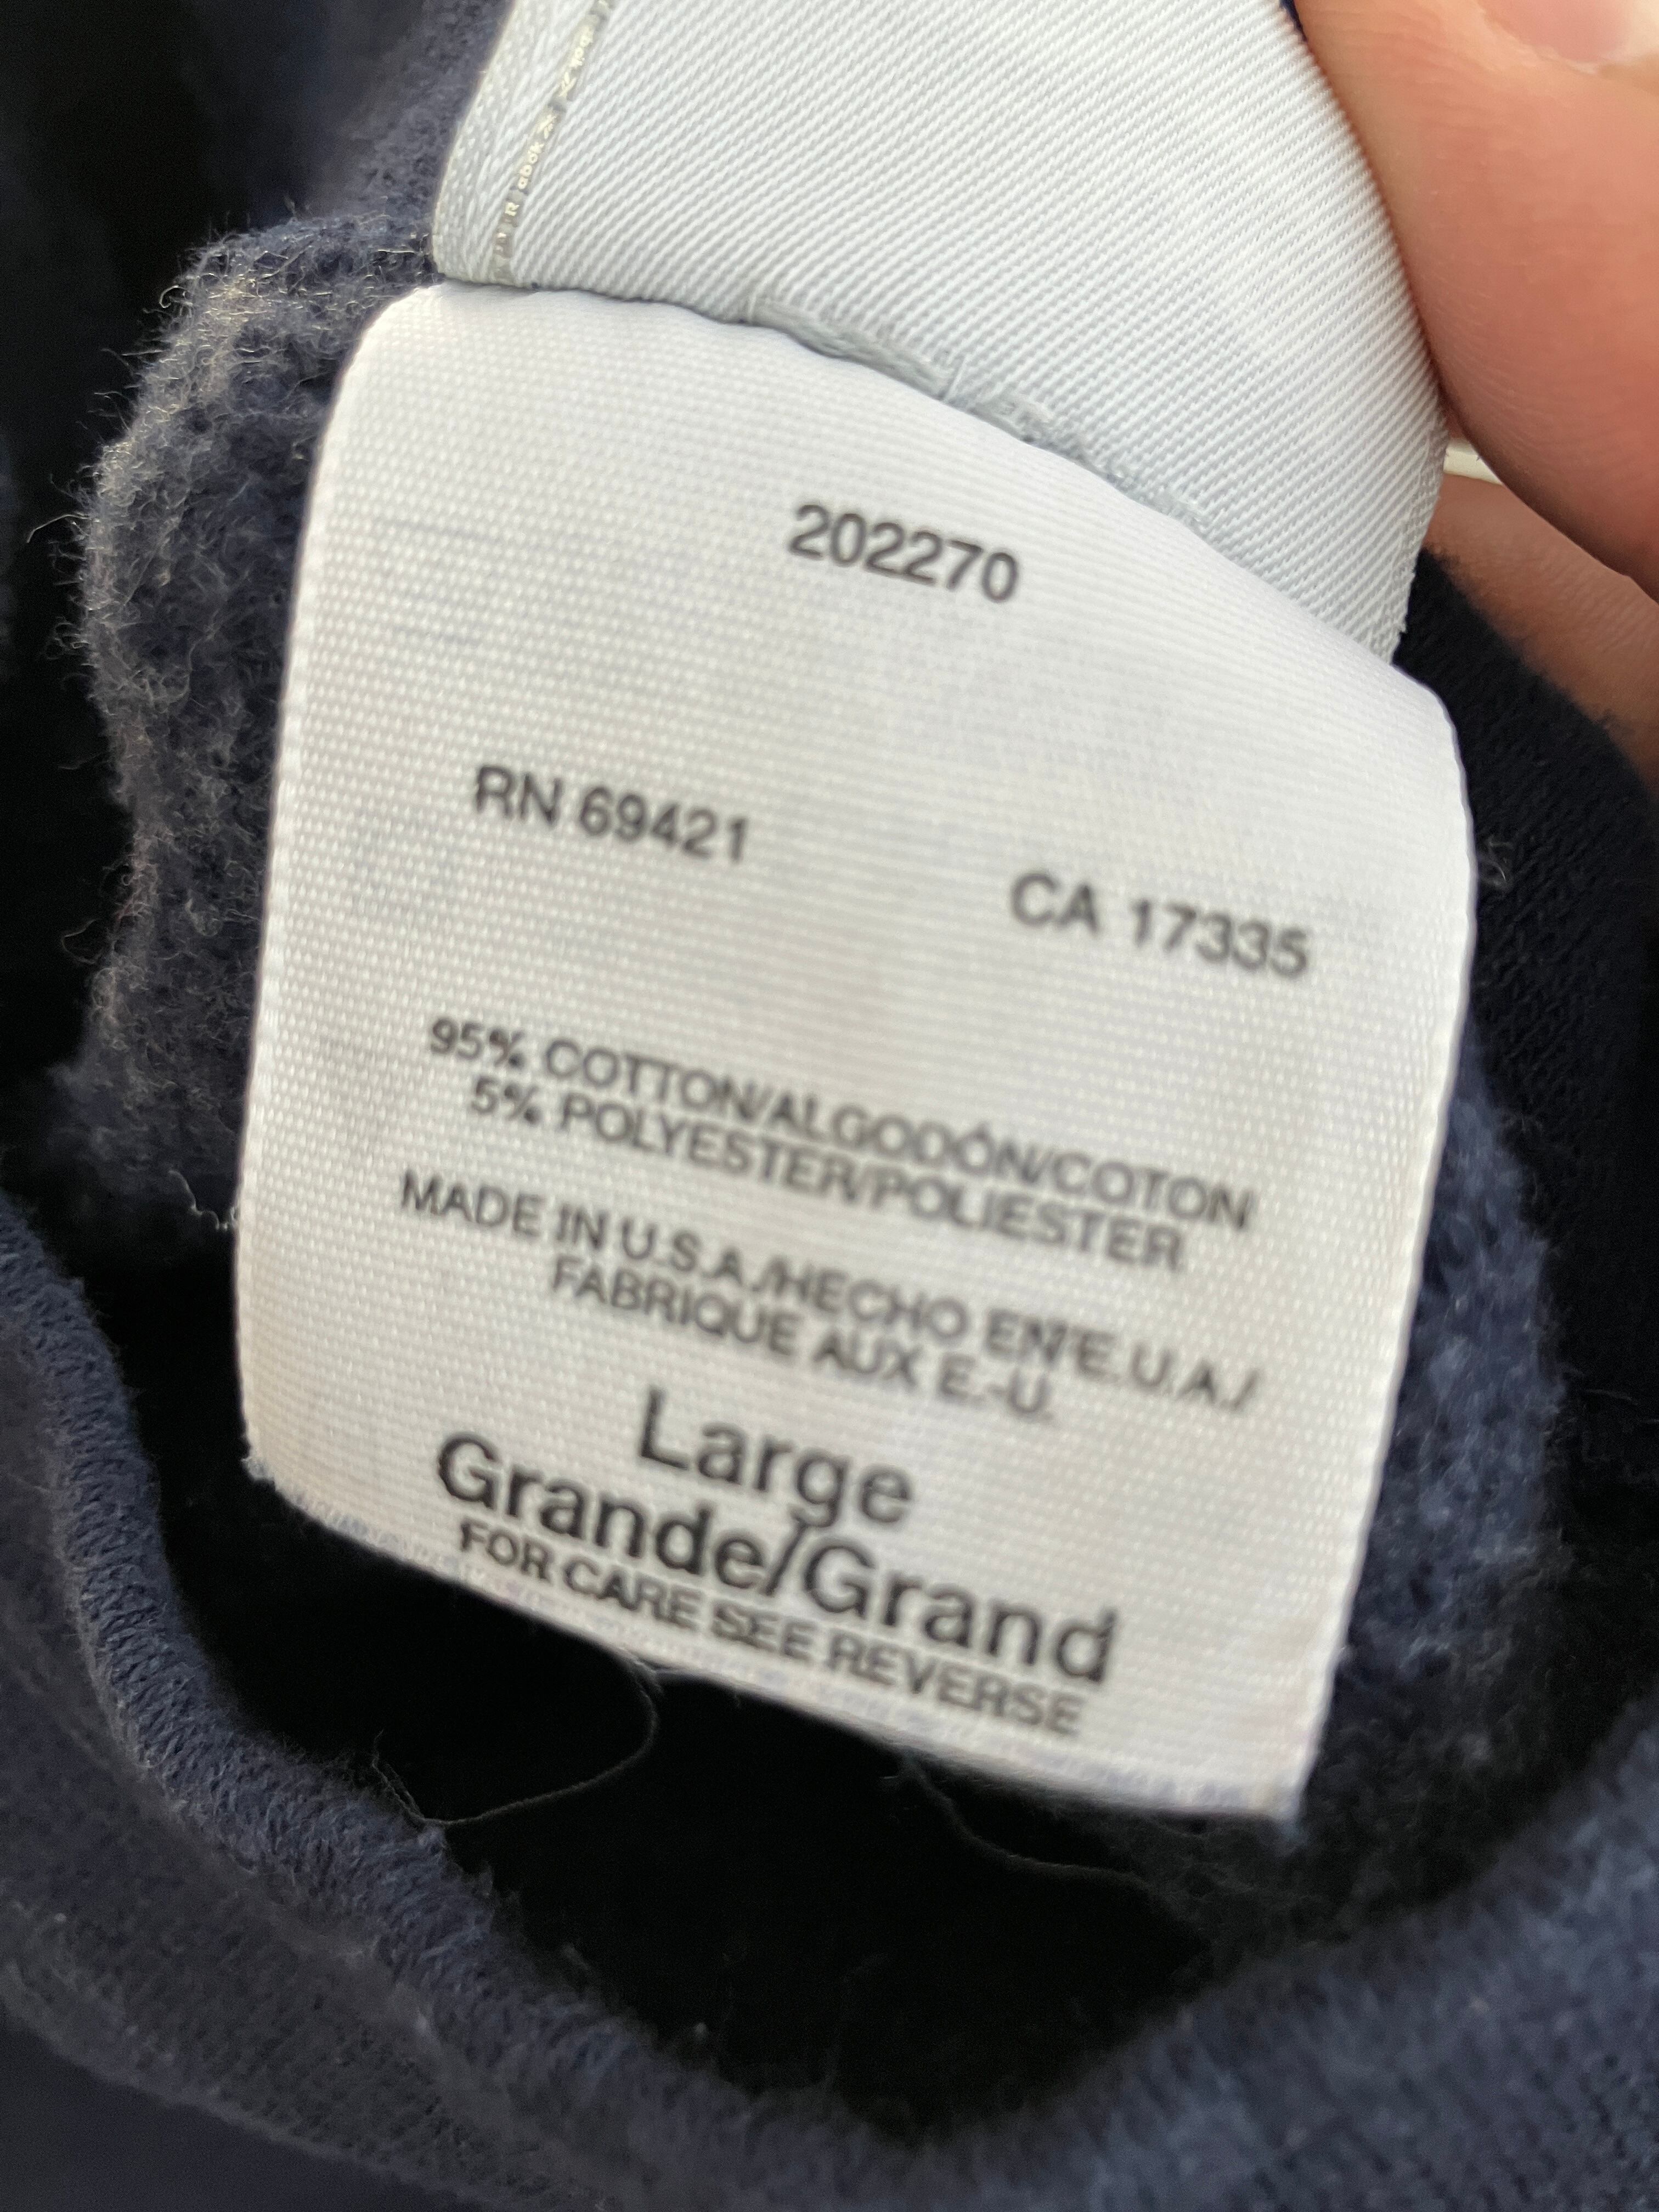 202270
RN 69421
CA 17335
95% COTTON/ALGODÓN/COTON
5% POLYESTER/POLIESTER
MADE IN U.S.A./HECHO EN E.U.A./
FABRIQUE AUX E.-U.
Large
Grande/Grand
FOR CARE SEE REVERSE